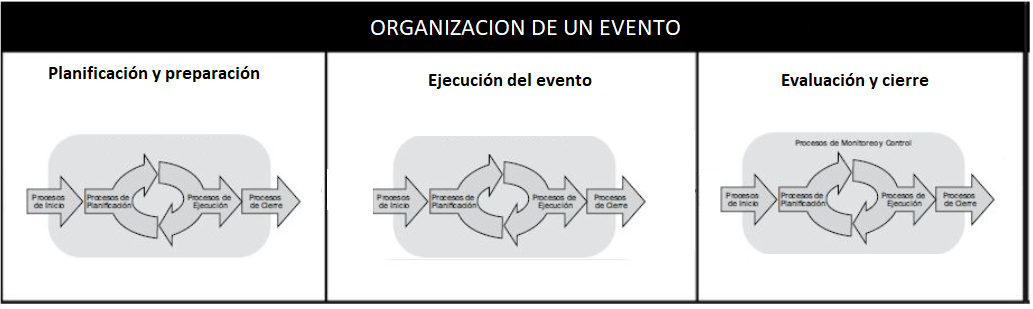 ORGANIZACION DE UN EVENTO
Planificación y preparación
Procesos
de Inicio
Procesos de
Planificación
Procesos de
Ejecución
Procesos
de Cierre
Ejecución del evento
Procesos
de Inicio
Procesos de
Planificación
Procesos de
Ejecución
Procesos
de Cierre
Evaluación y cierre
Procesos de Monitoreo y Control
Procesos
de Inicio
Procesos de
Planificación
Procesos de
Ejecución
Procesos
de Cierre